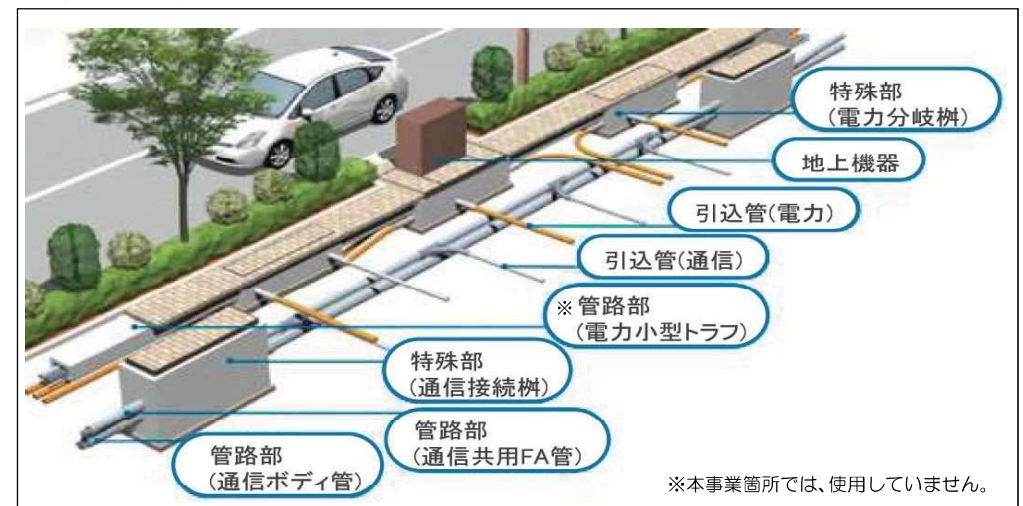 特殊部
(電力分岐桝)
地上機器
引込管(電力)
引込管(通信)
※管路部
(電力小型トラフ)
特殊部
(通信接続桝)
管路部
(通信共用FA管)
管路部
(通信ボディ管)
※本事業箇所では、使用していません。